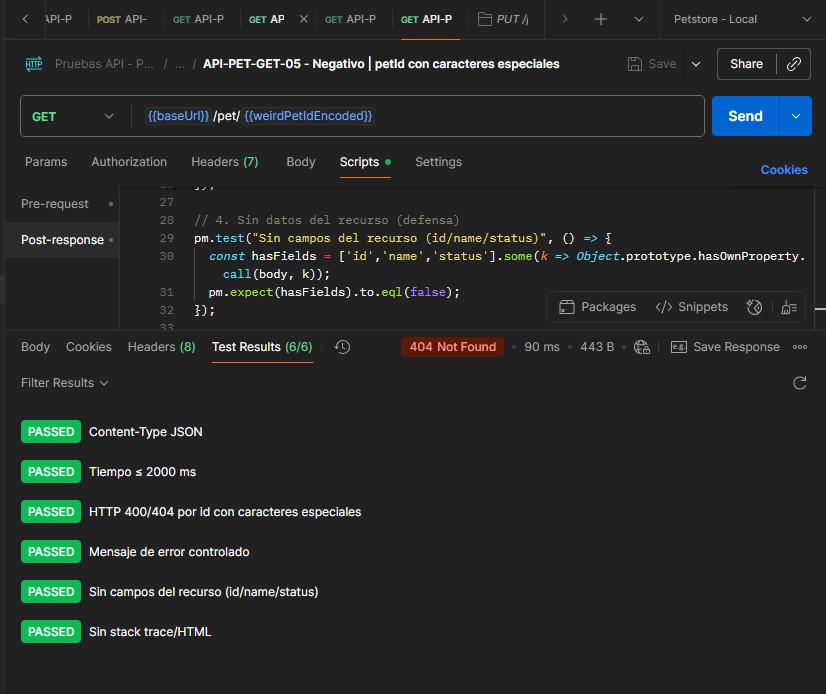 API-P POST API- GET API-P GET AP GET API-P GET API-P PUT /| Petstore - Local
HTTP Pruebas API - P... / ... / API-PET-GET-05 - Negativo | petId con caracteres especiales Save Share
GET {{baseUrl}} /pet/ {{weirdPetIdEncoded}} Send
Params Authorization Headers (7) Body Scripts Settings Cookies
Pre-request
Post-response
27
28 // 4. Sin datos del recurso (defensa)
29 pm.test("Sin campos del recurso (id/name/status)", () => {
30 const hasFields = ['id','name','status'].some(k => Object.prototype.hasOwnProperty.
call(body, k));
31 pm.expect(hasFields).to.eql(false);
32 });
33
Packages Snippets
Body Cookies Headers (8) Test Results (6/6) 404 Not Found • 90 ms • 443 B • e.g. Save Response
Filter Results
PASSED Content-Type JSON
PASSED Tiempo ≤ 2000 ms
PASSED HTTP 400/404 por id con caracteres especiales
PASSED Mensaje de error controlado
PASSED Sin campos del recurso (id/name/status)
PASSED Sin stack trace/HTML